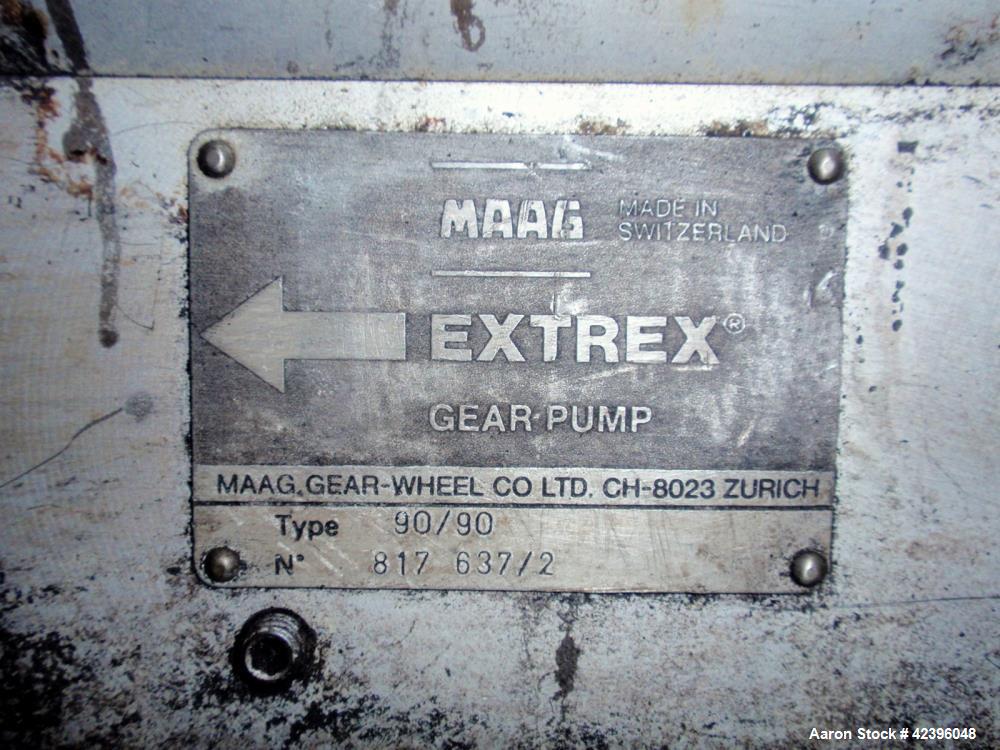 MAAG
MADE IN
SWITZERLAND
EXTREX®
GEAR-PUMP
MAAG GEAR-WHEEL CO LTD. CH-8023 ZURICH
Type 90/90
N° 817 637/2
Aaron Stock # 42396048